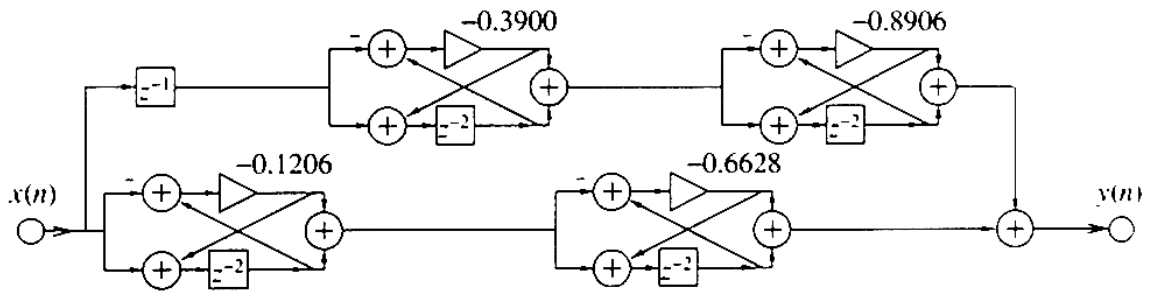 −0.3900
−0.8906
z⁻¹
z⁻²
z⁻²
−0.1206
−0.6628
x(n)
y(n)
z⁻²
z⁻²